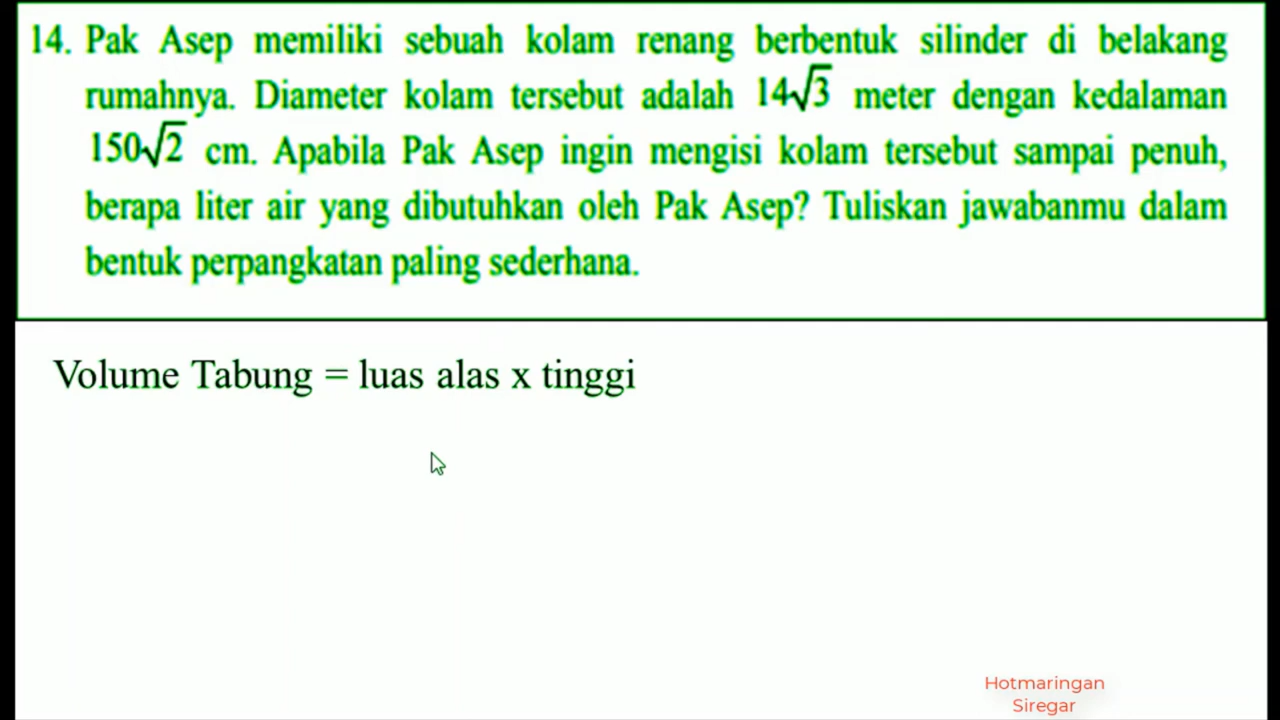 14. Pak Asep memiliki sebuah kolam renang berbentuk silinder di belakang
rumahnya. Diameter kolam tersebut adalah 14√3 meter dengan kedalaman
150√2 cm. Apabila Pak Asep ingin mengisi kolam tersebut sampai penuh,
berapa liter air yang dibutuhkan oleh Pak Asep? Tuliskan jawabanmu dalam
bentuk perpangkatan paling sederhana.
Volume Tabung = luas alas x tinggi
Hotmaringan
Siregar